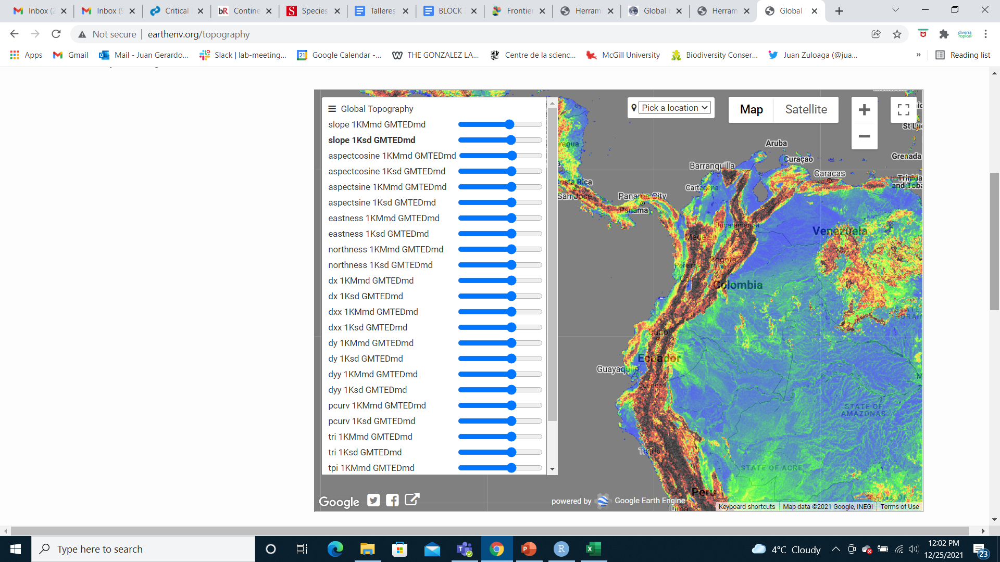 Inbox (2
Inbox (9
Critical
Contine
Species
Talleres
BLOCK
Frontier
Herram
Global
Herram
Global
Not secure
earthenv.org/topography
Apps
Gmail
Mail - Juan Gerardo...
Slack | lab-meeting...
Google Calendar -...
THE GONZALEZ LA...
Centre de la scienc...
McGill University
Biodiversity Conser...
Juan Zuloaga (@jua...
»
Reading list
Global Topography
slope 1KMmd GMTEDmd
slope 1Ksd GMTEDmd
aspectcosine 1KMmd GMTEDmd
aspectcosine 1Ksd GMTEDmd
aspectsine 1KMmd GMTEDmd
aspectsine 1Ksd GMTEDmd
eastness 1KMmd GMTEDmd
eastness 1Ksd GMTEDmd
northness 1KMmd GMTEDmd
northness 1Ksd GMTEDmd
dx 1KMmd GMTEDmd
dx 1Ksd GMTEDmd
dxx 1KMmd GMTEDmd
dxx 1Ksd GMTEDmd
dy 1KMmd GMTEDmd
dy 1Ksd GMTEDmd
dyy 1KMmd GMTEDmd
dyy 1Ksd GMTEDmd
pcurv 1KMmd GMTEDmd
pcurv 1Ksd GMTEDmd
tri 1KMmd GMTEDmd
tri 1Ksd GMTEDmd
tpi 1KMmd GMTEDmd
Pick a location
Map
Satellite
St Luc
Aruba
Curaçao
Grenada
Barranquilla
Caracas
Cartagena
Trinida
and Toba
ragua
osta Rica
San José
Panama City
Panama
Bucaramanga
Medellin
Venezuela
Bogota
Pereira
Cali
Colombia
Quito
Ecuador
Guayaquil
Cuenca
STATE OF
AMAZONAS
Trujillo
STATE OF ACRE
Peru
Lima
Google
powered by
Google Earth Engine
Keyboard shortcuts
Map data ©2021 Google, INEGI
Terms of Use
Type here to search
4°C Cloudy
12:02 PM
12/25/2021
23